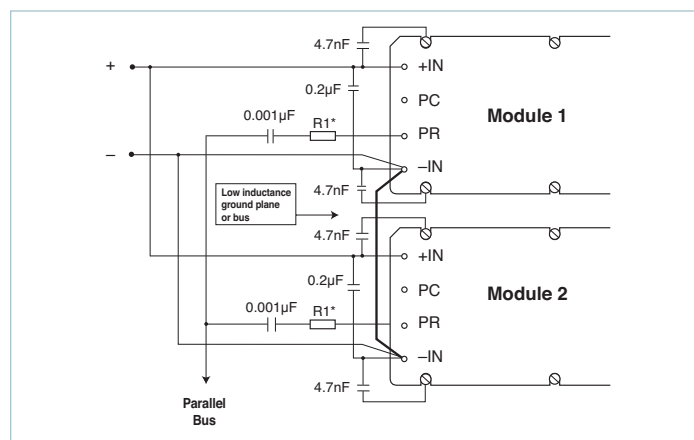 4.7nF
+
+IN
0.2µF
PC
Module 1
0.001µF
R1*
PR
–
–IN
4.7nF
Low inductance
ground plane
or bus
4.7nF
+IN
0.2µF
PC
Module 2
0.001µF
R1*
PR
–IN
4.7nF
Parallel
Bus